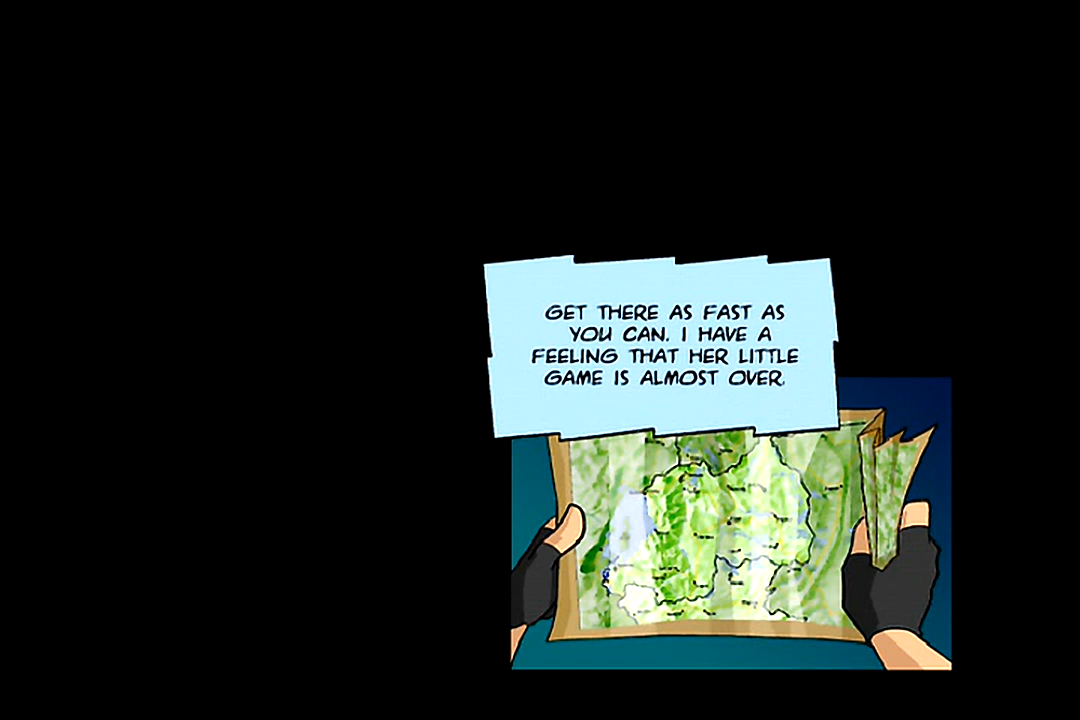 GET THERE AS FAST AS
YOU CAN. I HAVE A
FEELING THAT HER LITTLE
GAME IS ALMOST OVER.